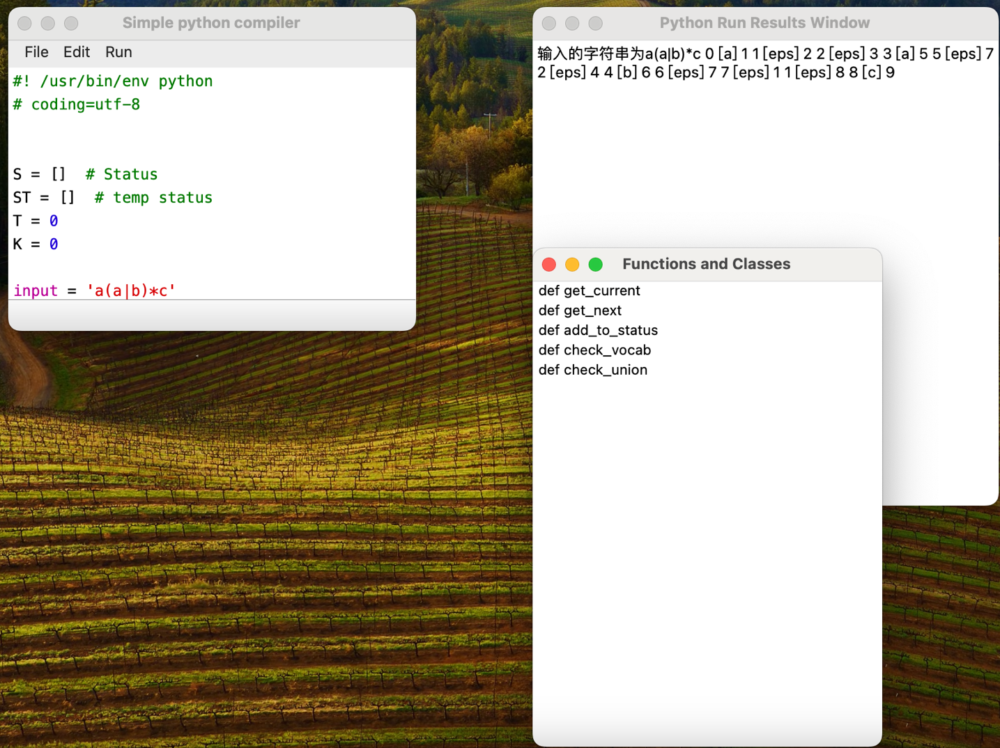 Simple python compiler
File Edit Run
#! /usr/bin/env python
# coding=utf-8
S = [] # Status
ST = [] # temp status
T = 0
K = 0
input = 'a(a|b)*c'
Python Run Results Window
输入的字符串为a(a|b)*c 0 [a] 1 1 [eps] 2 2 [eps] 3 3 [a] 5 5 [eps] 7
2 [eps] 4 4 [b] 6 6 [eps] 7 7 [eps] 1 1 [eps] 8 8 [c] 9
Functions and Classes
def get_current
def get_next
def add_to_status
def check_vocab
def check_union